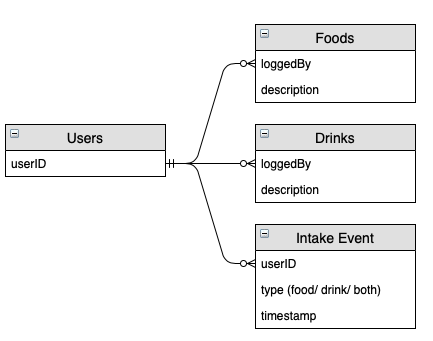 Foods
loggedBy
description
Users
userID
Drinks
loggedBy
description
Intake Event
userID
type (food/ drink/ both)
timestamp